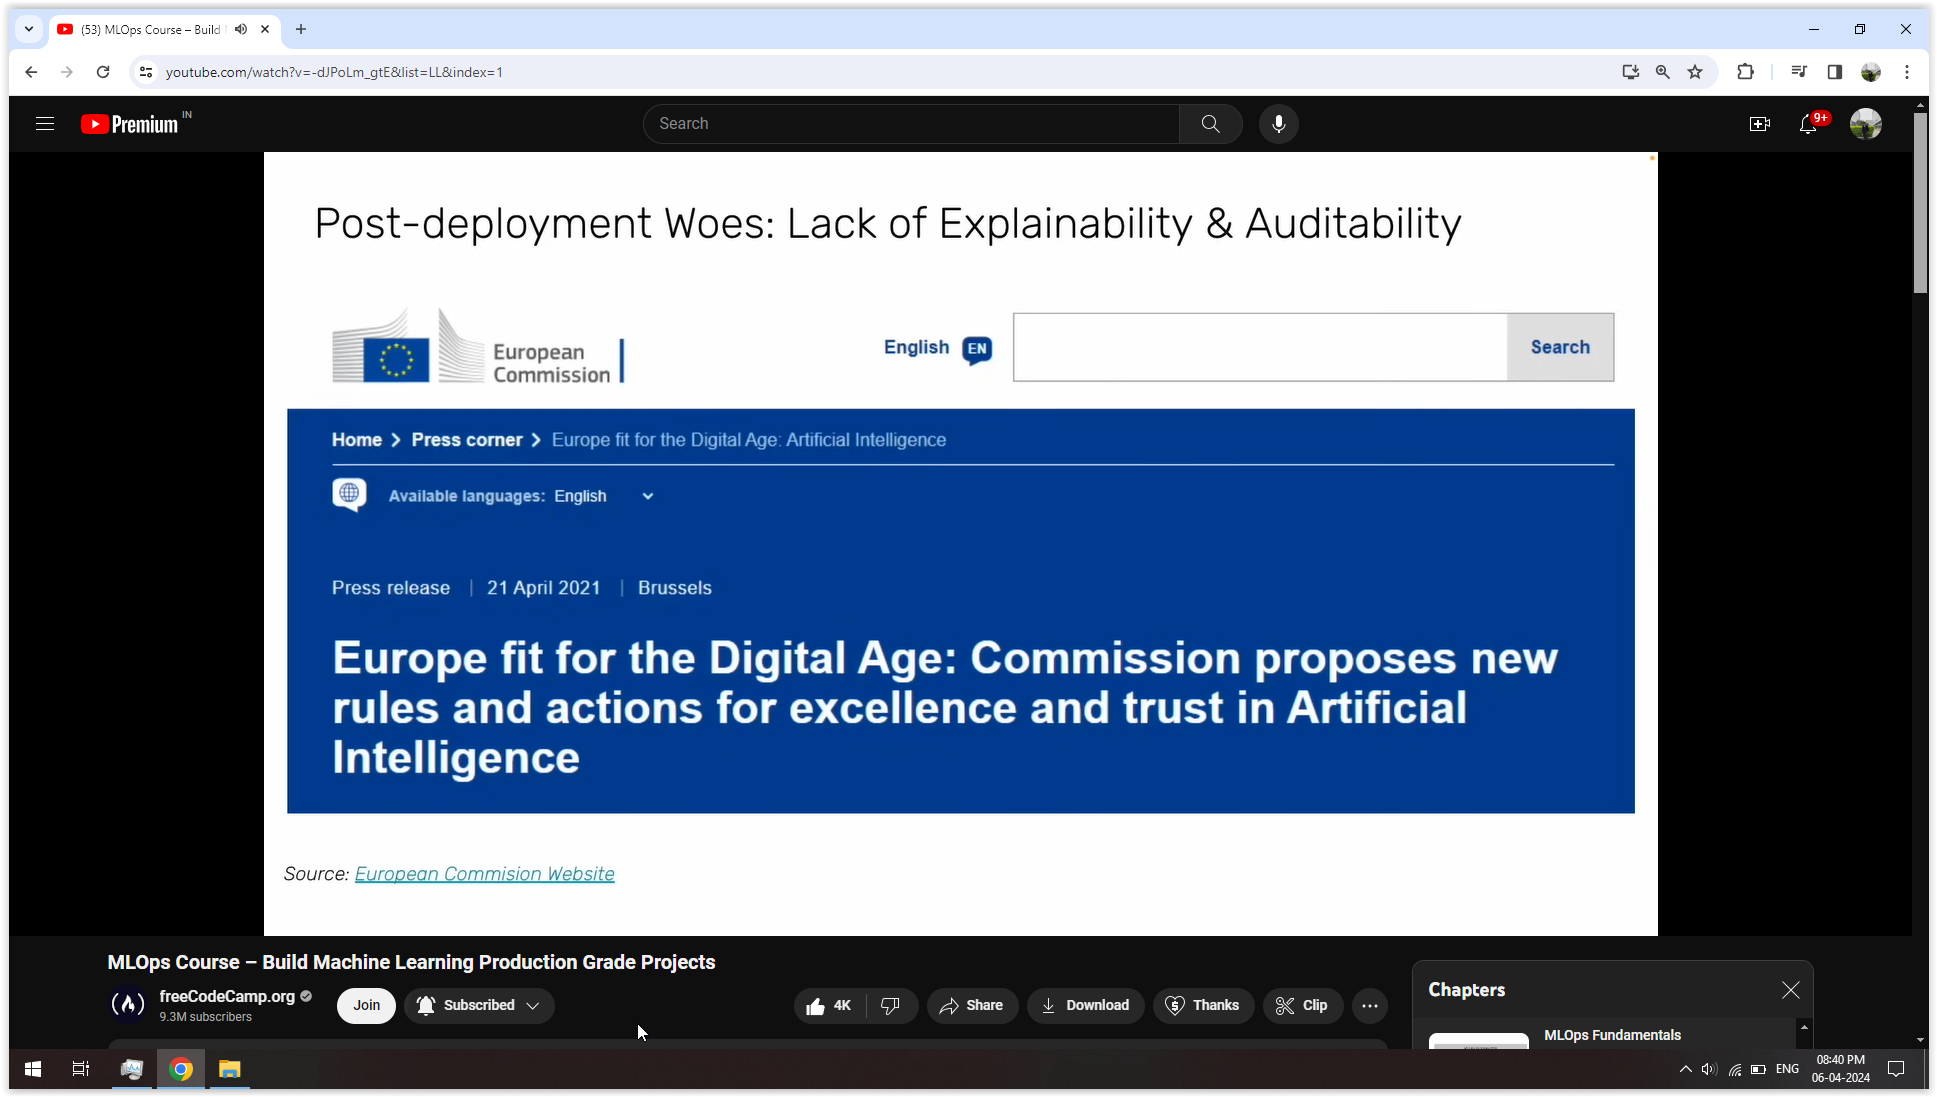 (53) MLOps Course – Build
youtube.com/watch?v=-dJPoLm_gtE&list=LL&index=1
Premium IN
Search
9+
Post-deployment Woes: Lack of Explainability & Auditability
European
Commission
English EN
Search
Home > Press corner > Europe fit for the Digital Age: Artificial Intelligence
Available languages: English
Press release | 21 April 2021 | Brussels
Europe fit for the Digital Age: Commission proposes new
rules and actions for excellence and trust in Artificial
Intelligence
Source: European Commision Website
MLOps Course – Build Machine Learning Production Grade Projects
freeCodeCamp.org
9.3M subscribers
Join
Subscribed
4K
Share
Download
Thanks
Clip
Chapters
MLOps Fundamentals
ENG
08:40 PM
06-04-2024